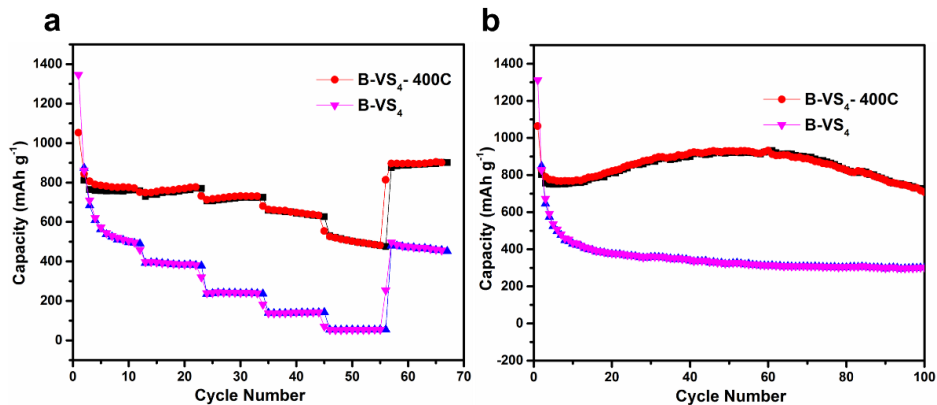 a
1400
1200
1000
800
600
400
200
0
Capacity (mAh g⁻¹)
B-VS₄- 400C
B-VS₄
0 10 20 30 40 50 60 70
Cycle Number
b
1400
1200
1000
800
600
400
200
0
-200
Capacity (mAh g⁻¹)
B-VS₄- 400C
B-VS₄
0 20 40 60 80 100
Cycle Number